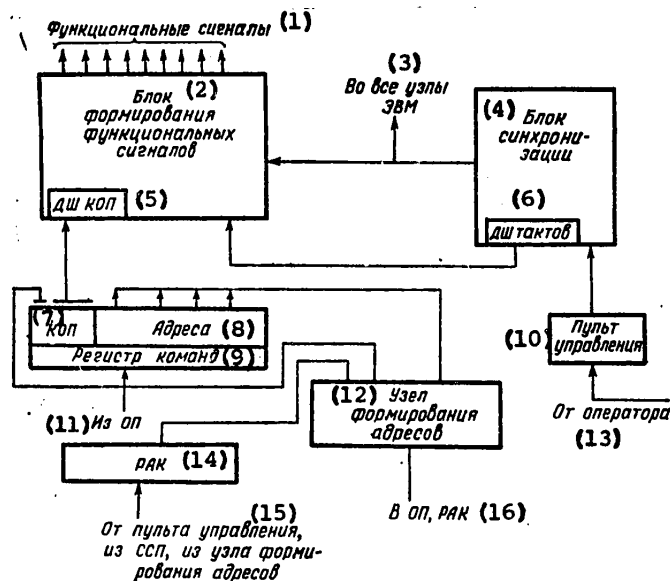 Функциональные сигналы (1)
(2)
Блок
формирования
функциональных
сигналов
(3)
Во все узлы
ЭВМ
(4) Блок
синхрони-
зации
ДШ КОП (5)
(6)
ДШ тактов
(7)
КОП
Адреса (8)
Регистр команд (9)
(10) Пульт
управления
(11) Из ОП
(12) Узел
формирования
адресов
От оператора
(13)
РАК (14)
(15)
От пульта управления,
из ССП, из узла форми-
рования адресов
В ОП, РАК (16)